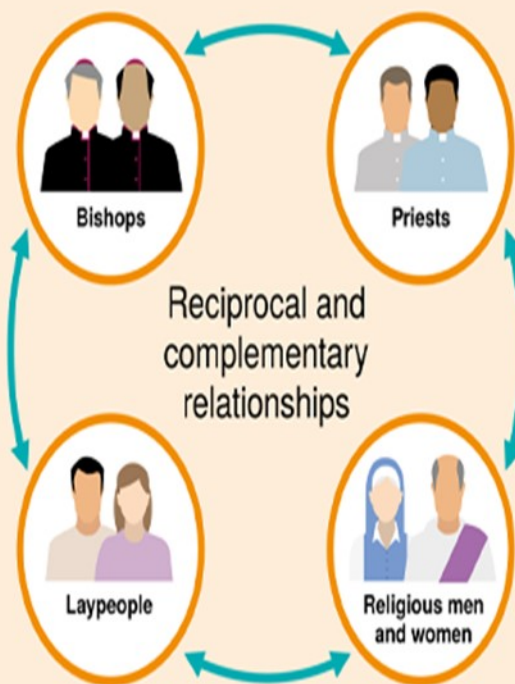 Bishops
Priests
Reciprocal and
complementary
relationships
Laypeople
Religious men
and women